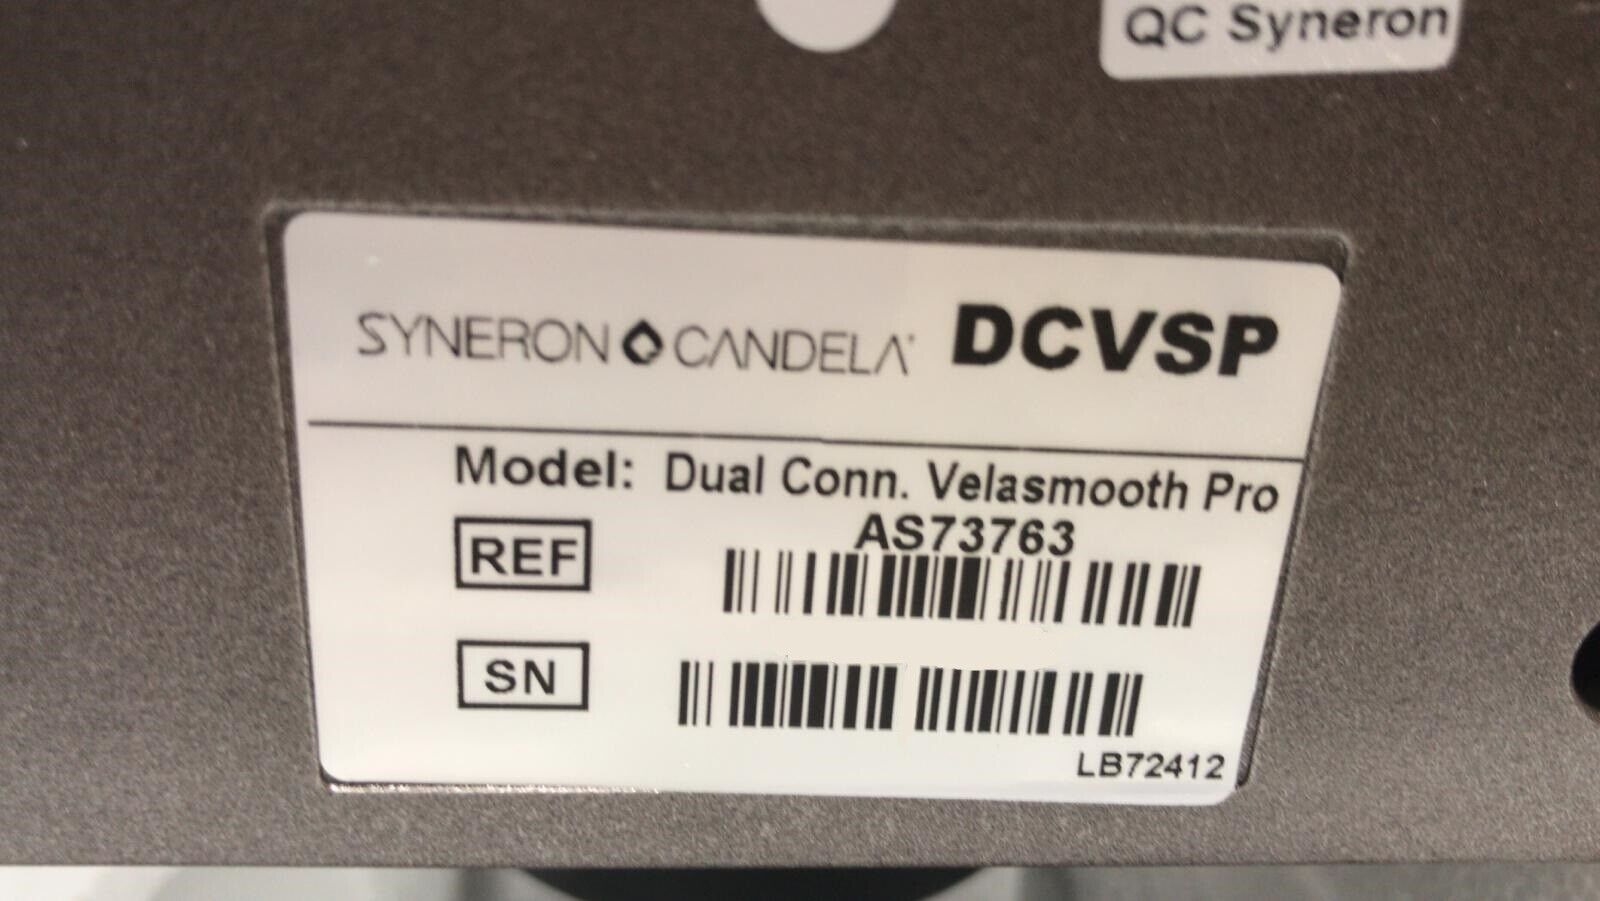 QC Syneron
SYNERON CANDELA DCVSP
Model: Dual Conn. Velasmooth Pro
REF AS73763
SN
LB72412